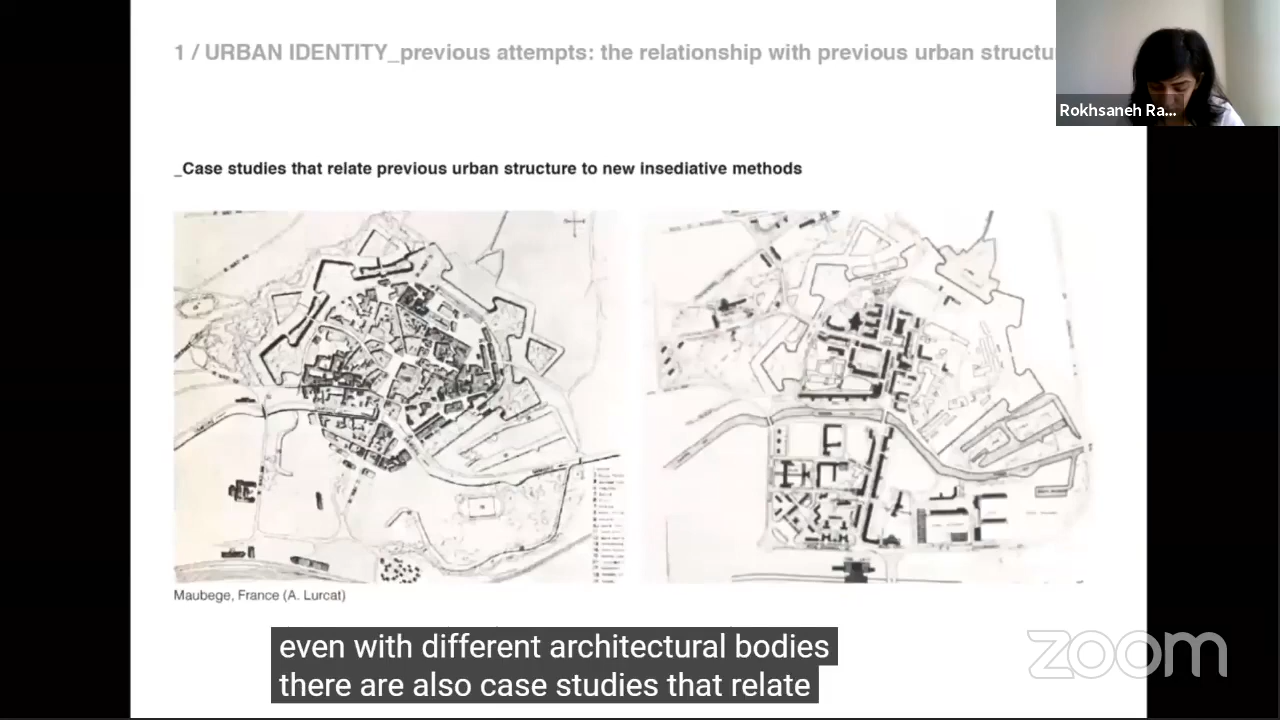 1 / URBAN IDENTITY_previous attempts: the relationship with previous urban
Rokhsaneh Ra...
_Case studies that relate previous urban structure to new insediative methods
Maubege, France (A. Lurcat)
even with different architectural bodies
there are also case studies that relate
zoom